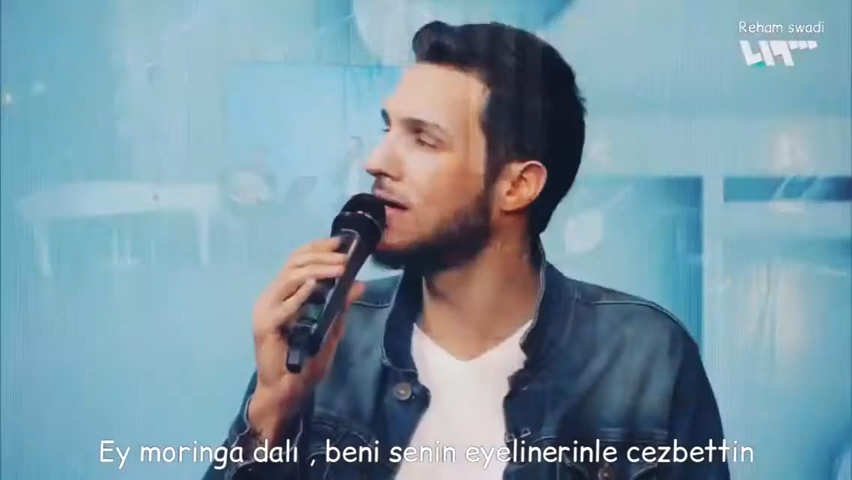 Reham swadi
Ey moringa dalı , beni senin eyelinerinle cezbettin